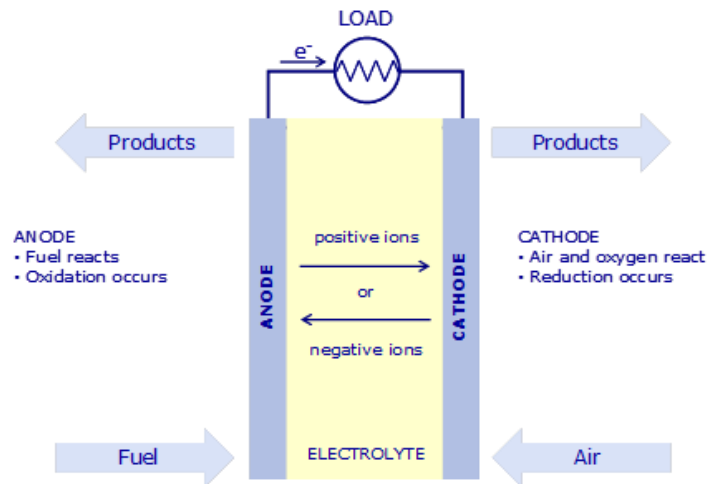 LOAD
e-
Products
Products
ANODE
• Fuel reacts
• Oxidation occurs
ANODE
positive ions
or
negative ions
CATHODE
CATHODE
• Air and oxygen react
• Reduction occurs
Fuel
ELECTROLYTE
Air